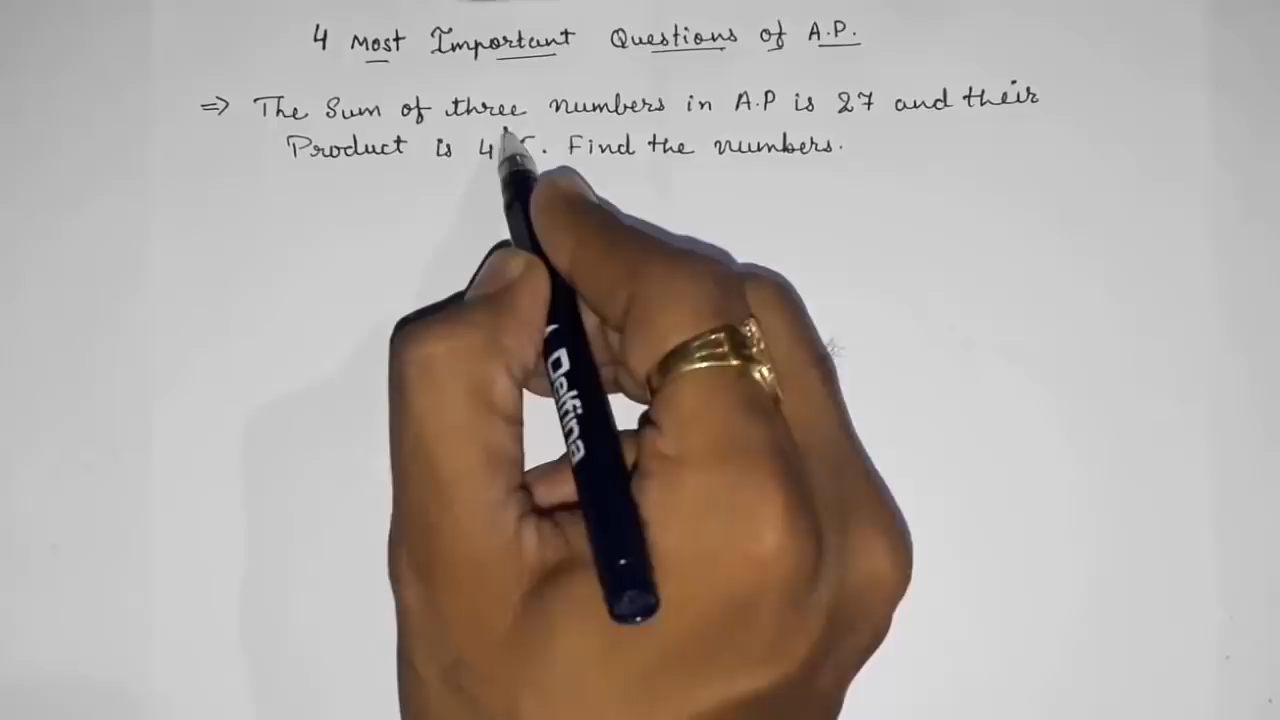 4 Most Important Questions of A.P.
=> The Sum of three numbers in A.P is 27 and their
Product is . Find the numbers.
Delfina